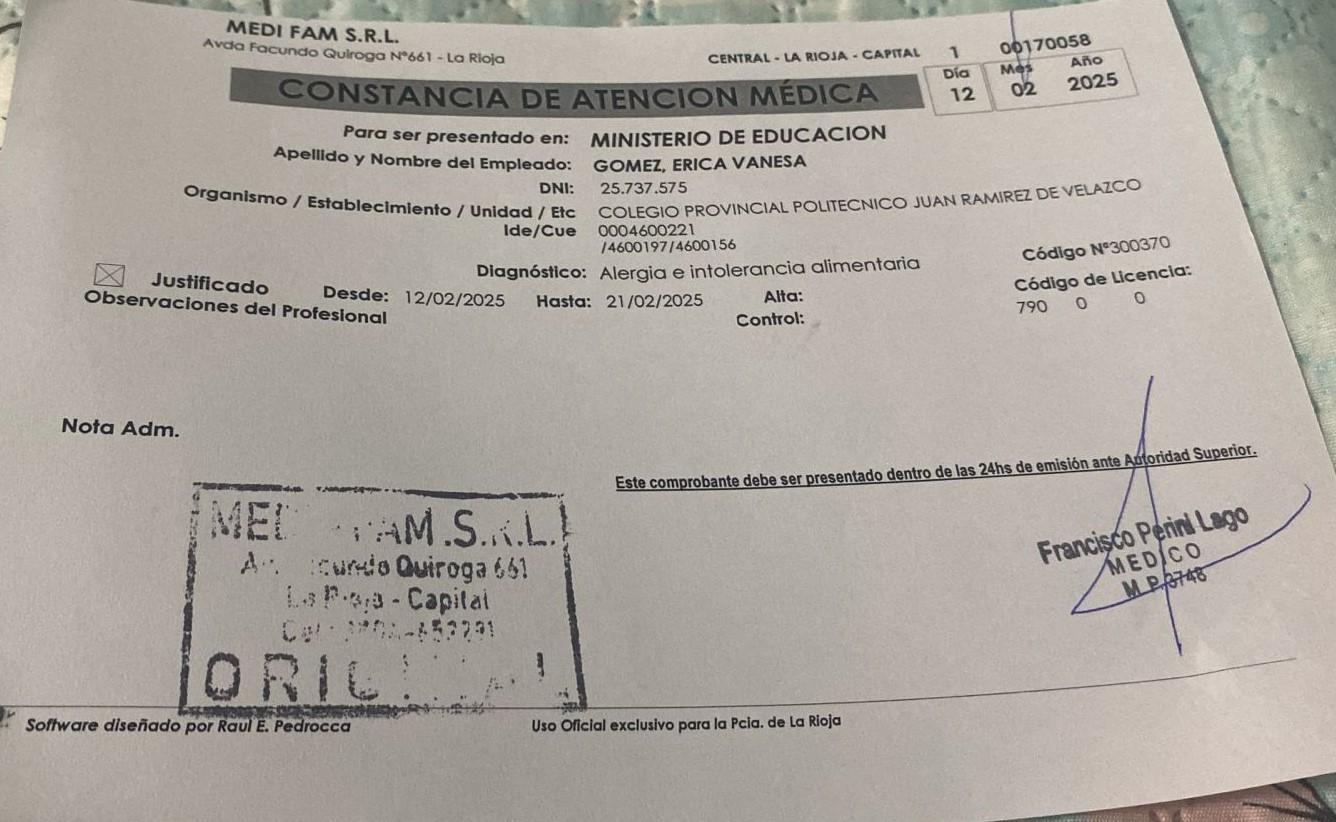 MEDI FAM S.R.L.
Avda Facundo Quiroga Nº661 - La Rioja
CENTRAL - LA RIOJA - CAPITAL 1 00170058
CONSTANCIA DE ATENCION MÉDICA
Día Mes Año
12 02 2025
Para ser presentado en: MINISTERIO DE EDUCACION
Apellido y Nombre del Empleado: GOMEZ, ERICA VANESA
DNI: 25.737.575
Organismo / Establecimiento / Unidad / Etc COLEGIO PROVINCIAL POLITECNICO JUAN RAMIREZ DE VELAZCO
Ide/Cue 0004600221
/4600197/4600156
Diagnóstico: Alergia e intolerancia alimentaria
Código Nº300370
Justificado Desde: 12/02/2025 Hasta: 21/02/2025 Alta:
Código de Licencia:
Observaciones del Profesional
Control:
790 0 0
Nota Adm.
Este comprobante debe ser presentado dentro de las 24hs de emisión ante Autoridad Superior.
Francisco Perini Lago
MEDICO
M.P.3748
Quiroga 661
- Capital
Software diseñado por Raul E. Pedrocca
Uso Oficial exclusivo para la Pcia. de La Rioja